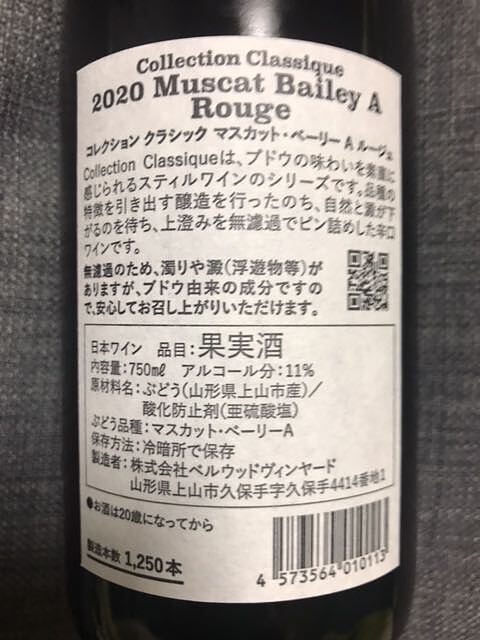 Collection Classique
2020 Muscat Bailey A
Rouge
コレクション クラシック マスカット・ベーリー A ルージュ
Collection Classiqueは、ブドウの味わいを素直に
感じられるスティルワインのシリーズです。品種の
特徴を引き出す醸造を行ったのち、自然と澱が下
がるのを待ち、上澄みを無濾過でビン詰めした辛口
ワインです。
無濾過のため、濁りや澱(浮遊物等)が
ありますが、ブドウ由来の成分ですの
で、安心してお召し上がりいただけます。
日本ワイン 品目:果実酒
内容量:750mℓ アルコール分:11%
原材料名:ぶどう(山形県上山市産)/
酸化防止剤(亜硫酸塩)
ぶどう品種:マスカット・ベーリーA
保存方法:冷暗所で保存
製造者:株式会社ベルウッドヴィンヤード
山形県上山市久保手字久保手4414番地1
●お酒は20歳になってから
製造本数 1,250本
4 573564 010113